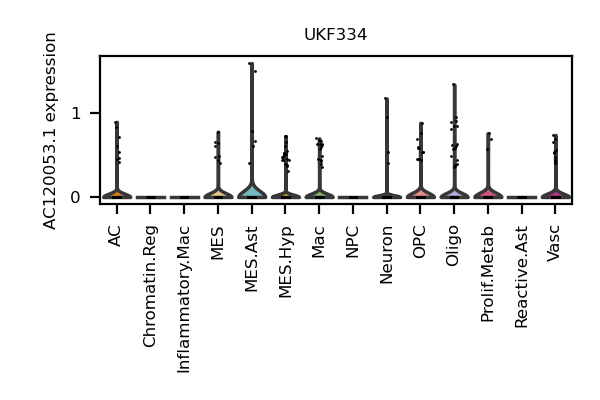 UKF334
AC120053.1 expression
1
0
AC
Chromatin.Reg
Inflammatory.Mac
MES
MES.Ast
MES.Hyp
Mac
NPC
Neuron
OPC
Oligo
Prolif.Metab
Reactive.Ast
Vasc